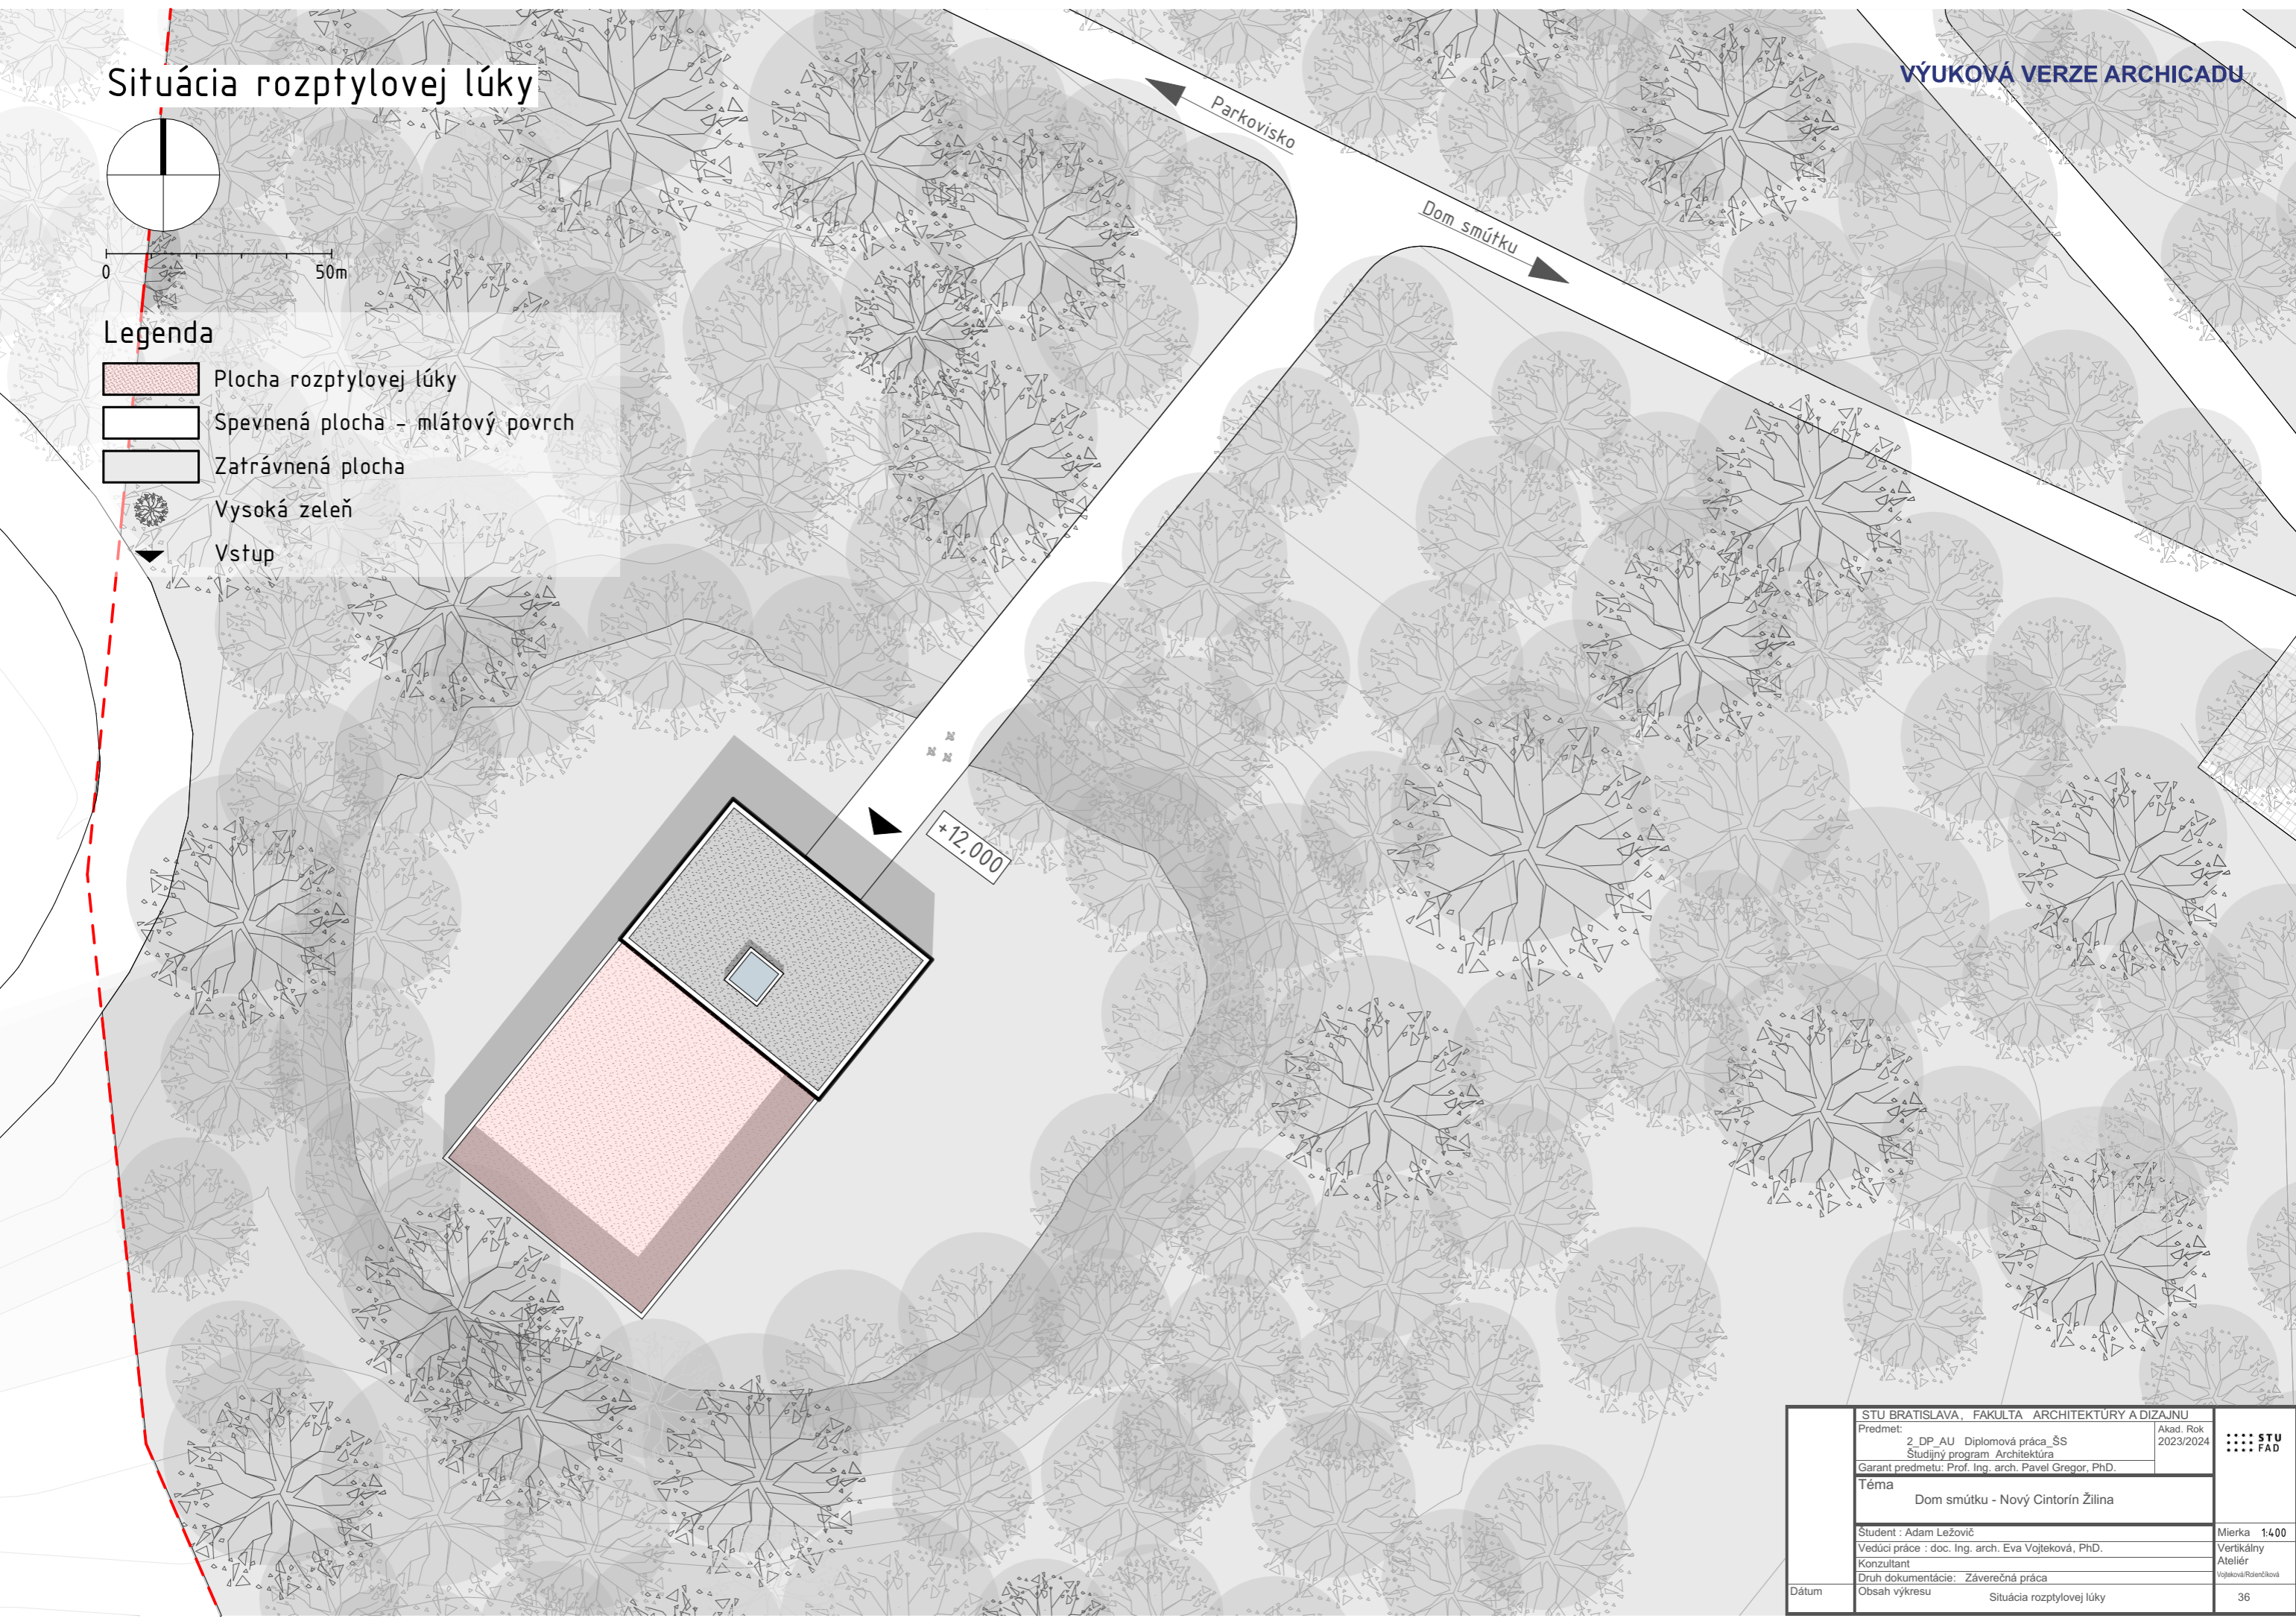 Situácia rozptylovej lúky
VÝUKOVÁ VERZE ARCHICADU
Parkovisko
Dom smútku
0 50m
Legenda
Plocha rozptylovej lúky
Spevnená plocha - mlátový povrch
Zatrávnená plocha
Vysoká zeleň
Vstup
+12,000
STU BRATISLAVA, FAKULTA ARCHITEKTÚRY A DIZAJNU
Predmet:
2_DP_AU Diplomová práca_ŠS
Študijný program Architektúra
Akad. Rok
2023/2024
Garant predmetu: Prof. Ing. arch. Pavel Gregor, PhD.
STU
FAD
Téma
Dom smútku - Nový Cintorín Žilina
Študent : Adam Ležovič
Mierka 1:400
Vedúci práce : doc. Ing. arch. Eva Vojteková, PhD.
Vertikálny
Ateliér
Vojteková/Rolenčíková
Konzultant
Druh dokumentácie: Záverečná práca
Dátum
Obsah výkresu
Situácia rozptylovej lúky
36